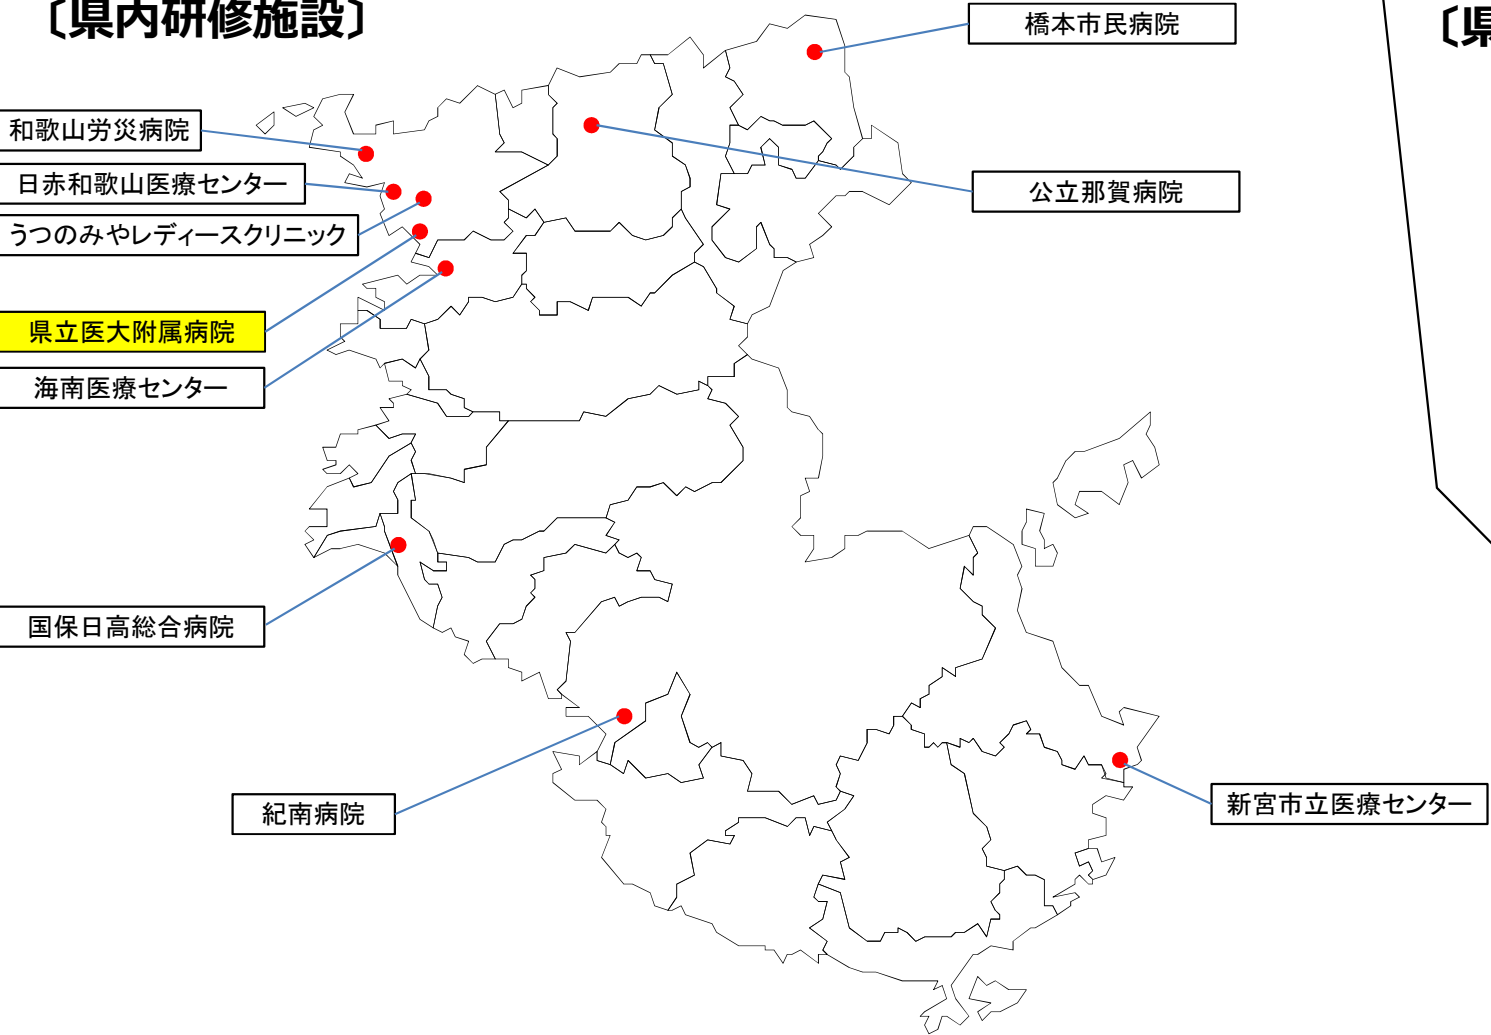 〔県内研修施設〕
〔県
橋本市民病院
和歌山労災病院
日赤和歌山医療センター
公立那賀病院
うつのみやレディースクリニック
県立医大附属病院
海南医療センター
国保日高総合病院
紀南病院
新宮市立医療センター